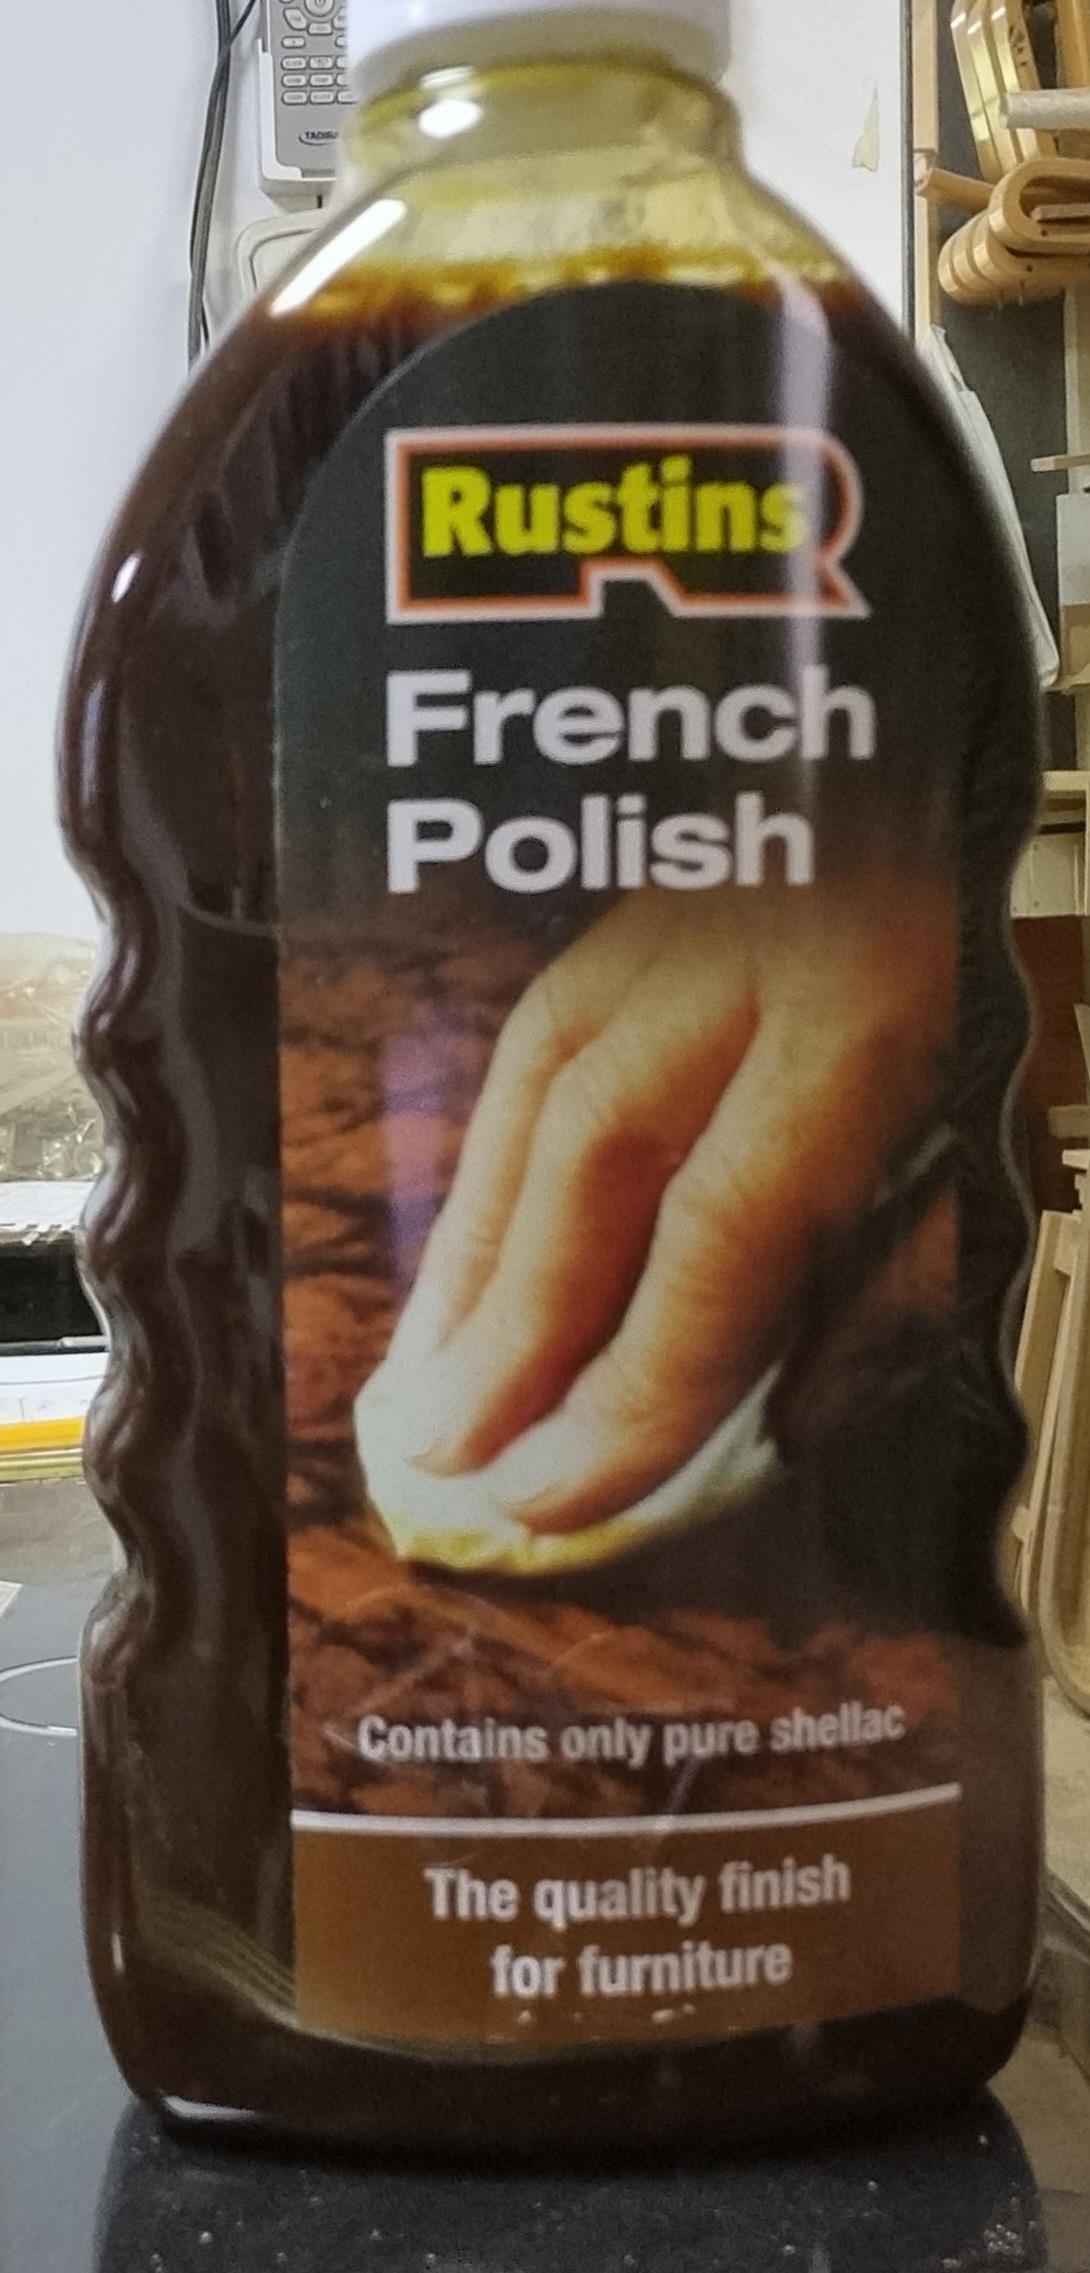 Rustins
French
Polish
Contains only pure shellac
The quality finish
for furniture